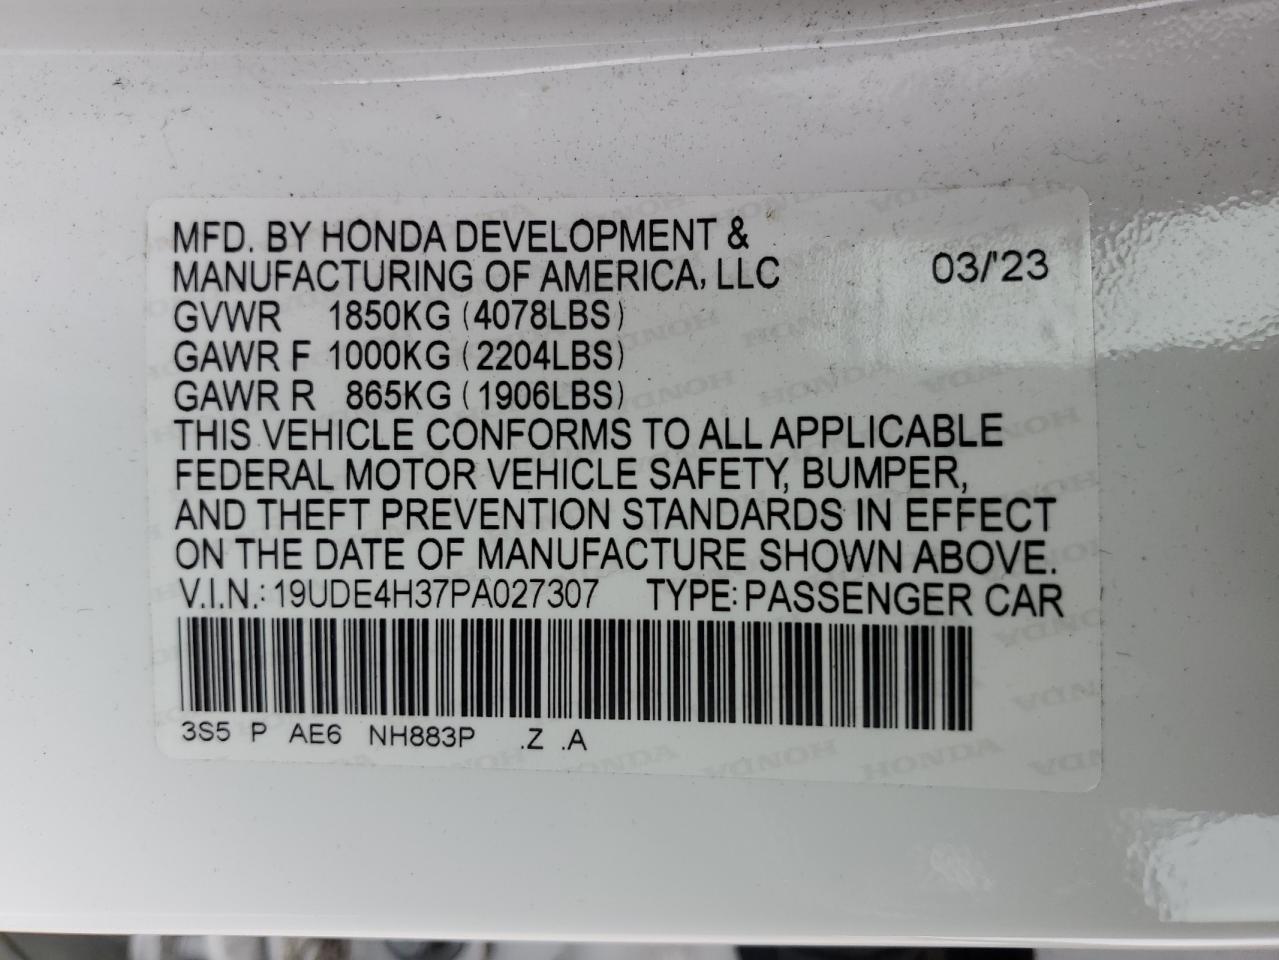 MFD. BY HONDA DEVELOPMENT &
MANUFACTURING OF AMERICA, LLC 03/'23
GVWR 1850KG (4078LBS)
GAWR F 1000KG (2204LBS)
GAWR R 865KG (1906LBS)
THIS VEHICLE CONFORMS TO ALL APPLICABLE
FEDERAL MOTOR VEHICLE SAFETY, BUMPER,
AND THEFT PREVENTION STANDARDS IN EFFECT
ON THE DATE OF MANUFACTURE SHOWN ABOVE.
V.I.N.: 19UDE4H37PA027307 TYPE: PASSENGER CAR
3S5 P AE6 NH883P .Z .A